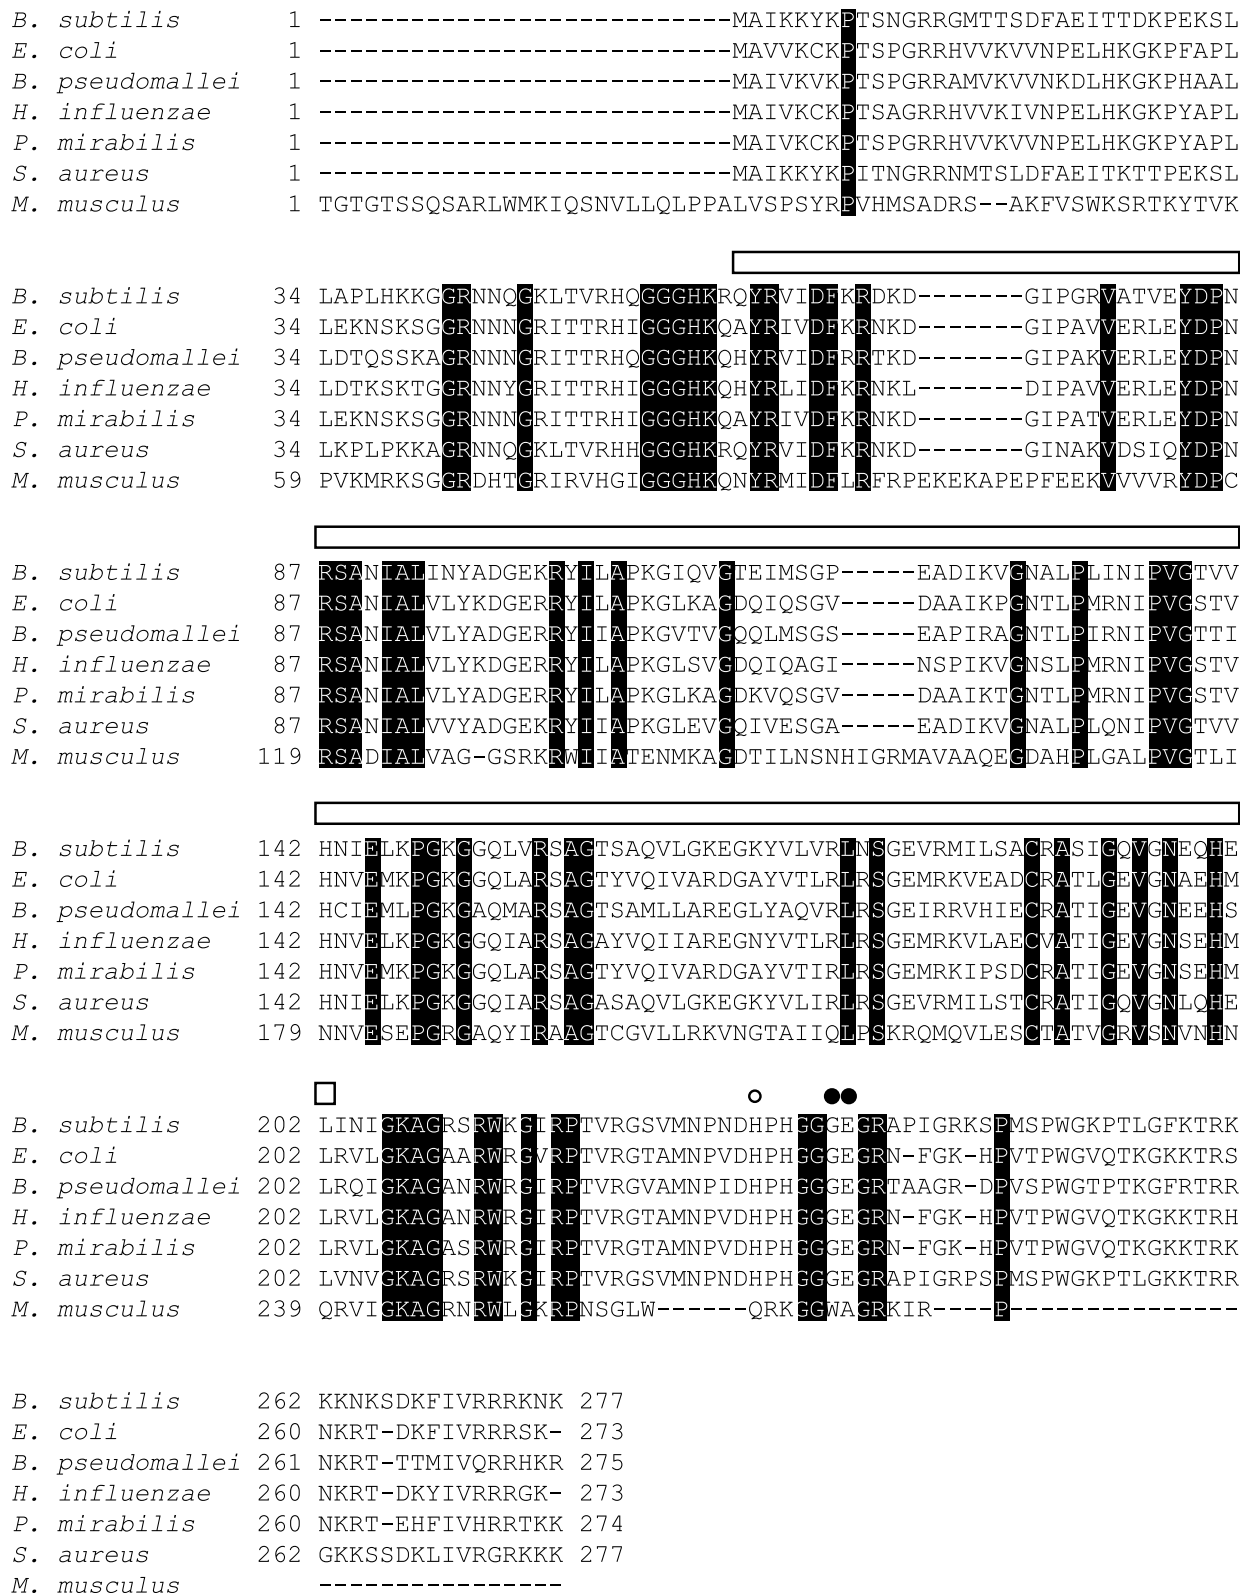 B. subtilis 1 ---------------------------MAIKKYKPTSNGRRGMTTSDFAEITTDKPEKSL
E. coli 1 ---------------------------MAVVKCKPTSPGRRHVVKVVNPELHKGKPFAPL
B. pseudomallei 1 ---------------------------MAIVKVKPTSPGRRAMVKVVNKDLHKGKPHAAL
H. influenzae 1 ---------------------------MAIVKCKPTSAGRRHVVKIVNPELHKGKPYAPL
P. mirabilis 1 ---------------------------MAIVKCKPTSPGRRHVVKVVNPELHKGKPYAPL
S. aureus 1 ---------------------------MAIKKYKPITNGRRNMTSLDFAEITKTTPEKSL
M. musculus 1 TGTGTSSQSARLWMKIQSNVLLQLPPALVSPSYRPVHMSADRS--AKFVSWKSRTKYTVK
B. subtilis 34 LAPLHKKGGRNNQGKLTVRHQGGGHKRQYRVIDFKRDKD-------GIPGRVATVEYDPN
E. coli 34 LEKNSKSGGRNNNGRITTRHIGGGHKQAYRIVDFKRNKD-------GIPAVVERLEYDPN
B. pseudomallei 34 LDTQSSKAGRNNNGRITTRHQGGGHKQHYRVIDFRRTKD-------GIPAKVERLEYDPN
H. influenzae 34 LDTKSKTGGRNNYGRITTRHIGGGHKQHYRLIDFKRNKL-------DIPAVVERLEYDPN
P. mirabilis 34 LEKNSKSGGRNNNGRITTRHIGGGHKQAYRIVDFKRNKD-------GIPATVERLEYDPN
S. aureus 34 LKPLPKKAGRNNQGKLTVRHHGGGHKRQYRVIDFKRNKD-------GINAKVDSIQYDPN
M. musculus 59 PVKMRKSGGRDHTGRIRVHGIGGGHKQNYRMIDFLRFRPEKEKAPEPFEEKVVVVRYDPC
B. subtilis 87 RSANIALINYADGEKRYILAPKGIQVGTEIMSGP-----EADIKVGNALPLINIPVGTVV
E. coli 87 RSANIALVLYKDGERRYILAPKGLKAGDQIQSGV-----DAAIKPGNTLPMRNIPVGSTV
B. pseudomallei 87 RSANIALVLYADGERRYIIAPKGVTVGQQLMSGS-----EAPIRAGNTLPIRNIPVGTTI
H. influenzae 87 RSANIALVLYKDGERRYILAPKGLSVGDQIQAGI-----NSPIKVGNSLPMRNIPVGSTV
P. mirabilis 87 RSANIALVLYADGERRYILAPKGLKAGDKVQSGV-----DAAIKTGNTLPMRNIPVGSTV
S. aureus 87 RSANIALVVYADGEKRYIIAPKGLEVGQIVESGA-----EADIKVGNALPLQNIPVGTVV
M. musculus 119 RSADIALVAG-GSRKRWIIATENMKAGDTILNSNHIGRMAVAAQEGDAHPLGALPVGTLI
B. subtilis 142 HNIELKPGKGGQLVRSAGTSAQVLGKEGKYVLVRLNSGEVRMILSACRASIGQVGNEQHE
E. coli 142 HNVEMKPGKGGQLARSAGTYVQIVARDGAYVTLRLRSGEMRKVEADCRATLGEVGNAEHM
B. pseudomallei 142 HCIEMLPGKGAQMARSAGTSAMLLAREGLYAQVRLRSGEIRRVHIECRATIGEVGNEEHS
H. influenzae 142 HNVELKPGKGGQIARSAGAYVQIIAREGNYVTLRLRSGEMRKVLAECVATIGEVGNSEHM
P. mirabilis 142 HNVEMKPGKGGQLARSAGTYVQIVARDGAYVTIRLRSGEMRKIPSDCRATIGEVGNSEHM
S. aureus 142 HNIELKPGKGGQIARSAGASAQVLGKEGKYVLIRLRSGEVRMILSTCRATIGQVGNLQHE
M. musculus 179 NNVESEPGRGAQYIRAAGTCGVLLRKVNGTAIIQLPSKRQMQVLESCTATVGRVSNVNHN
B. subtilis 202 LINIGKAGRSRWKGIRPTVRGSVMNPNDHPHGGGEGRAPIGRKSPMSPWGKPTLGFKTRK
E. coli 202 LRVLGKAGAARWRGVRPTVRGTAMNPVDHPHGGGEGRN-FGK-HPVTPWGVQTKGKKTRS
B. pseudomallei 202 LRQIGKAGANRWRGIRPTVRGVAMNPIDHPHGGGEGRTAAGR-DPVSPWGTPTKGFRTRR
H. influenzae 202 LRVLGKAGANRWRGIRPTVRGTAMNPVDHPHGGGEGRN-FGK-HPVTPWGVQTKGKKTRH
P. mirabilis 202 LRVLGKAGASRWRGIRPTVRGTAMNPVDHPHGGGEGRN-FGK-HPVTPWGVQTKGKKTRK
S. aureus 202 LVNVGKAGRSRWKGIRPTVRGSVMNPNDHPHGGGEGRAPIGRPSPMSPWGKPTLGKKTRR
M. musculus 239 QRVIGKAGRNRWLGKRPNSGLW------QRKGGWAGRKIR----P---------------
B. subtilis 262 KKNKSDKFIVRRRKNK 277
E. coli 260 NKRT-DKFIVRRRSK- 273
B. pseudomallei 261 NKRT-TTMIVQRRHKR 275
H. influenzae 260 NKRT-DKYIVRRRGK- 273
P. mirabilis 260 NKRT-EHFIVHRRTKK 274
S. aureus 262 GKKSSDKLIVRGRKKK 277
M. musculus ----------------